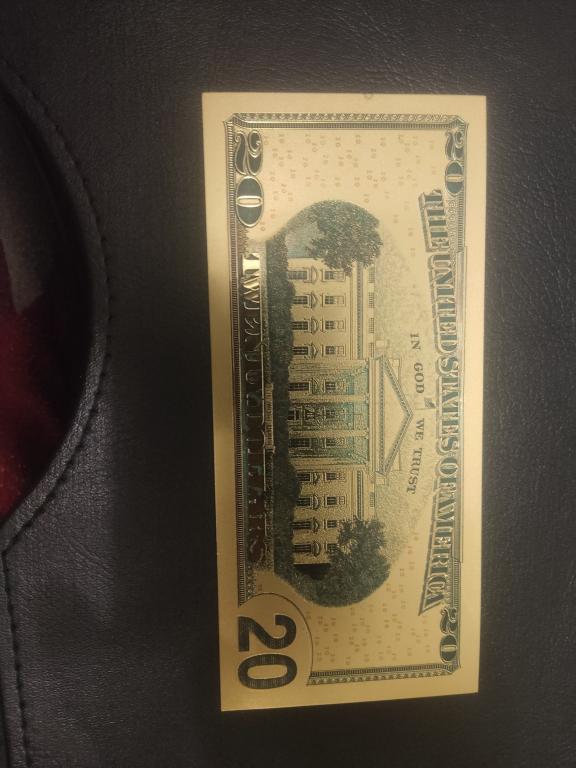 20 20
THE UNITED STATES OF AMERICA
IN GOD WE TRUST
TWENTY DOLLARS
20 20